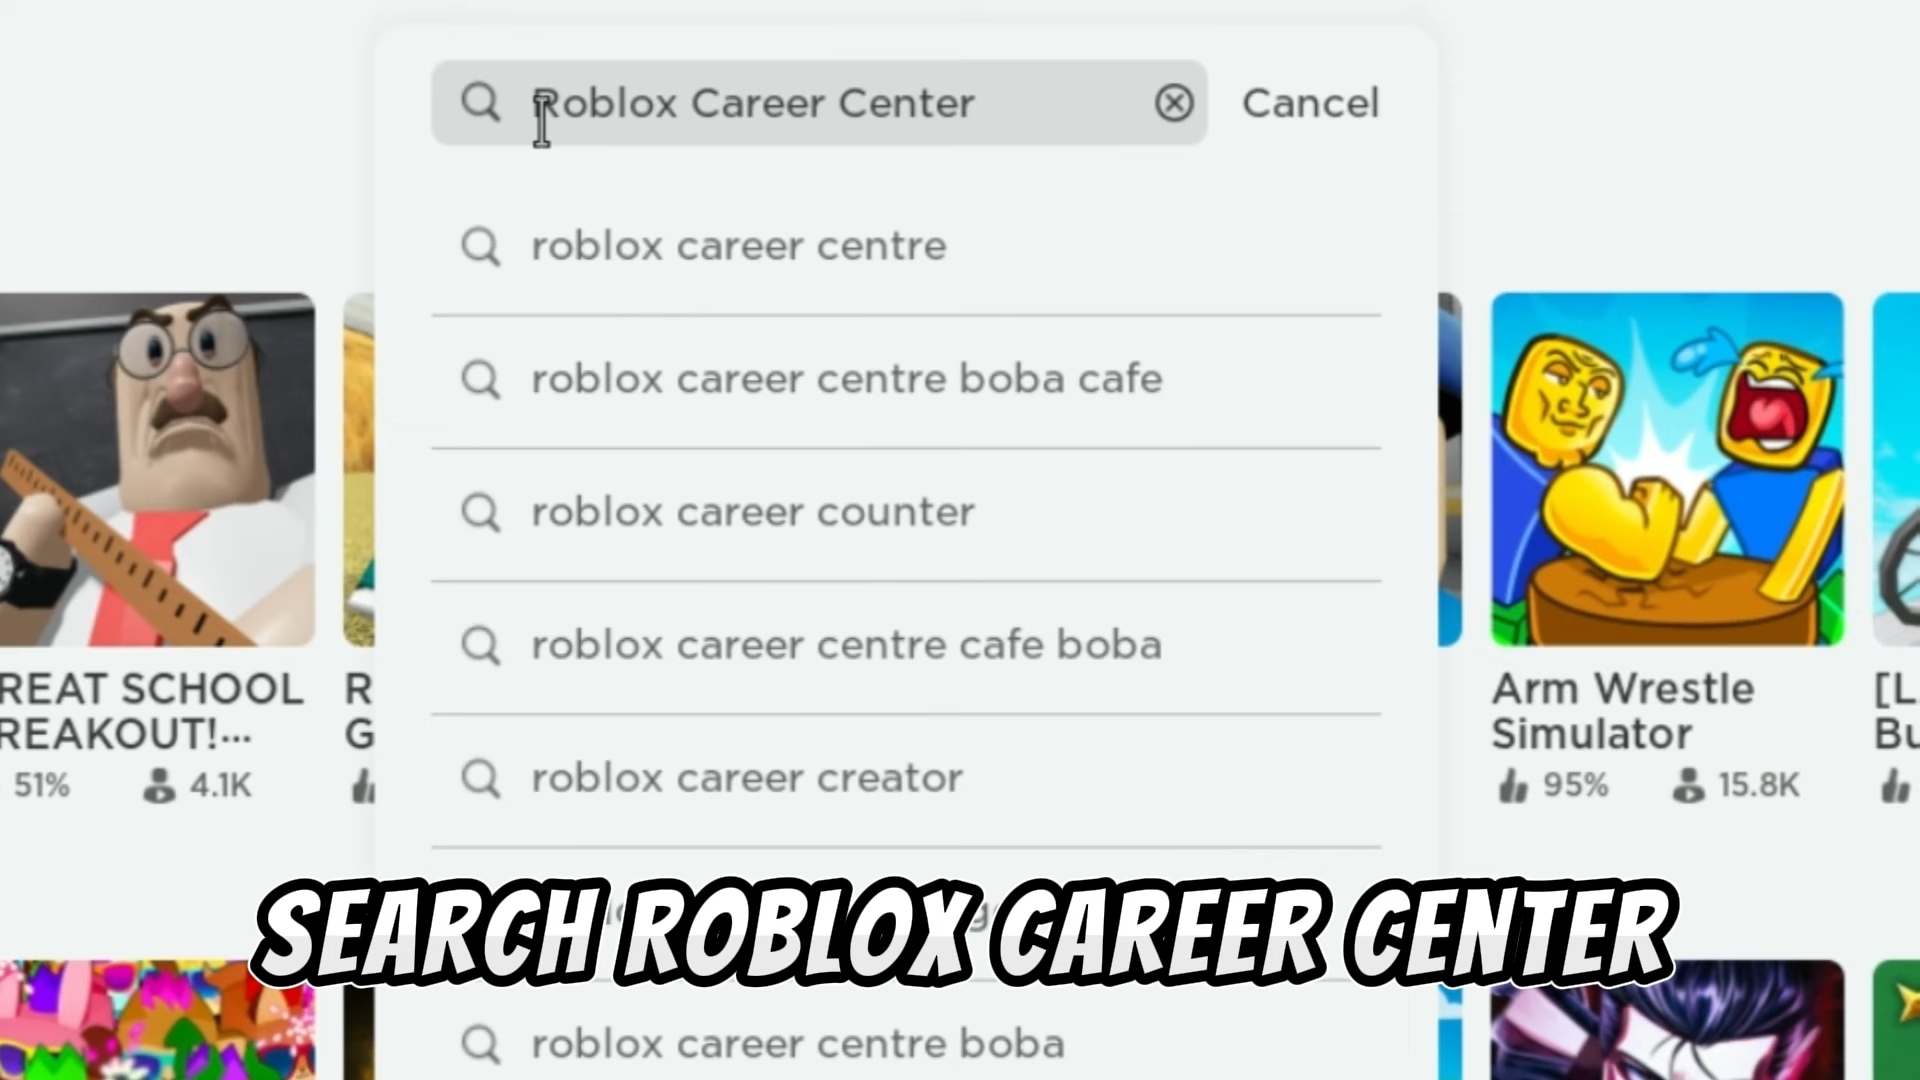 Roblox Career Center
Cancel
roblox career centre
roblox career centre boba cafe
roblox career counter
roblox career centre cafe boba
REAT SCHOOL
REAKOUT!...
51% 4.1K
R
G
Arm Wrestle
Simulator
95% 15.8K
[L
Bu
roblox career creator
SEARCH ROBLOX CAREER CENTER
roblox career centre boba